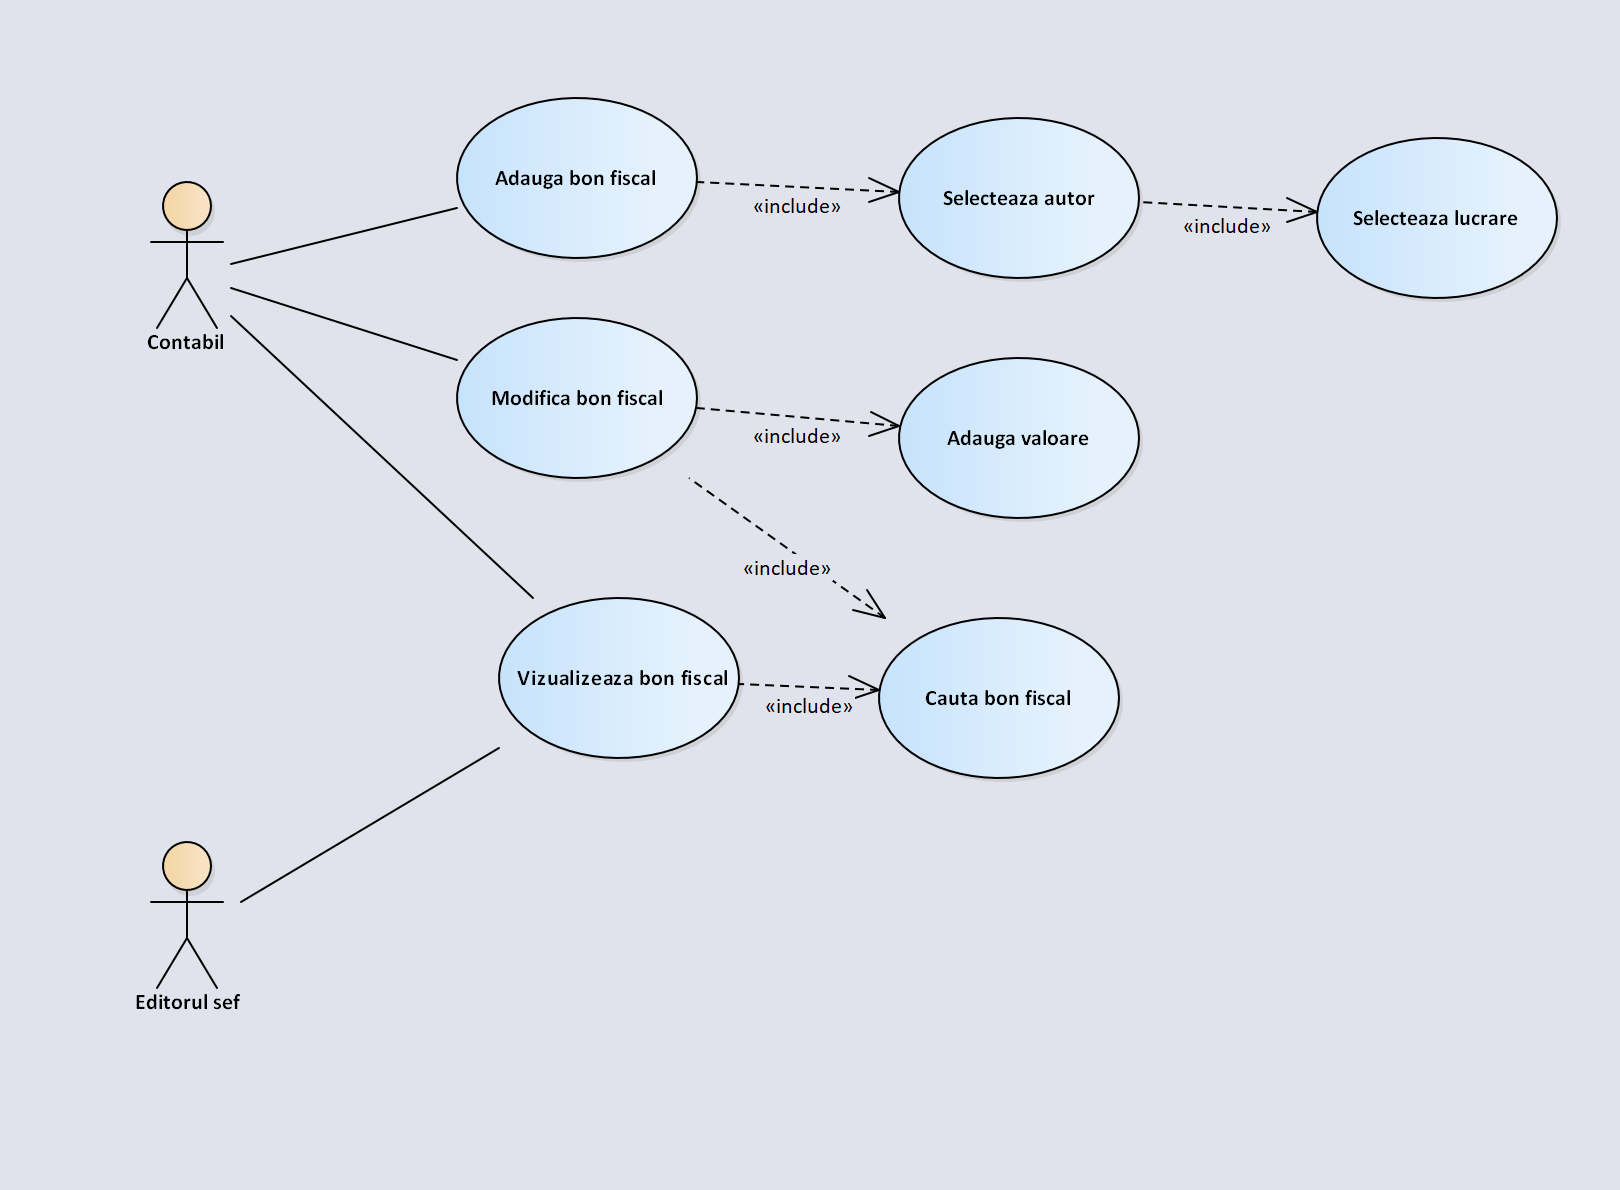 Adauga bon fiscal
«include»
Selecteaza autor
«include»
Selecteaza lucrare
Contabil
Modifica bon fiscal
«include»
Adauga valoare
«include»
Vizualizeaza bon fiscal
«include»
Cauta bon fiscal
Editorul sef